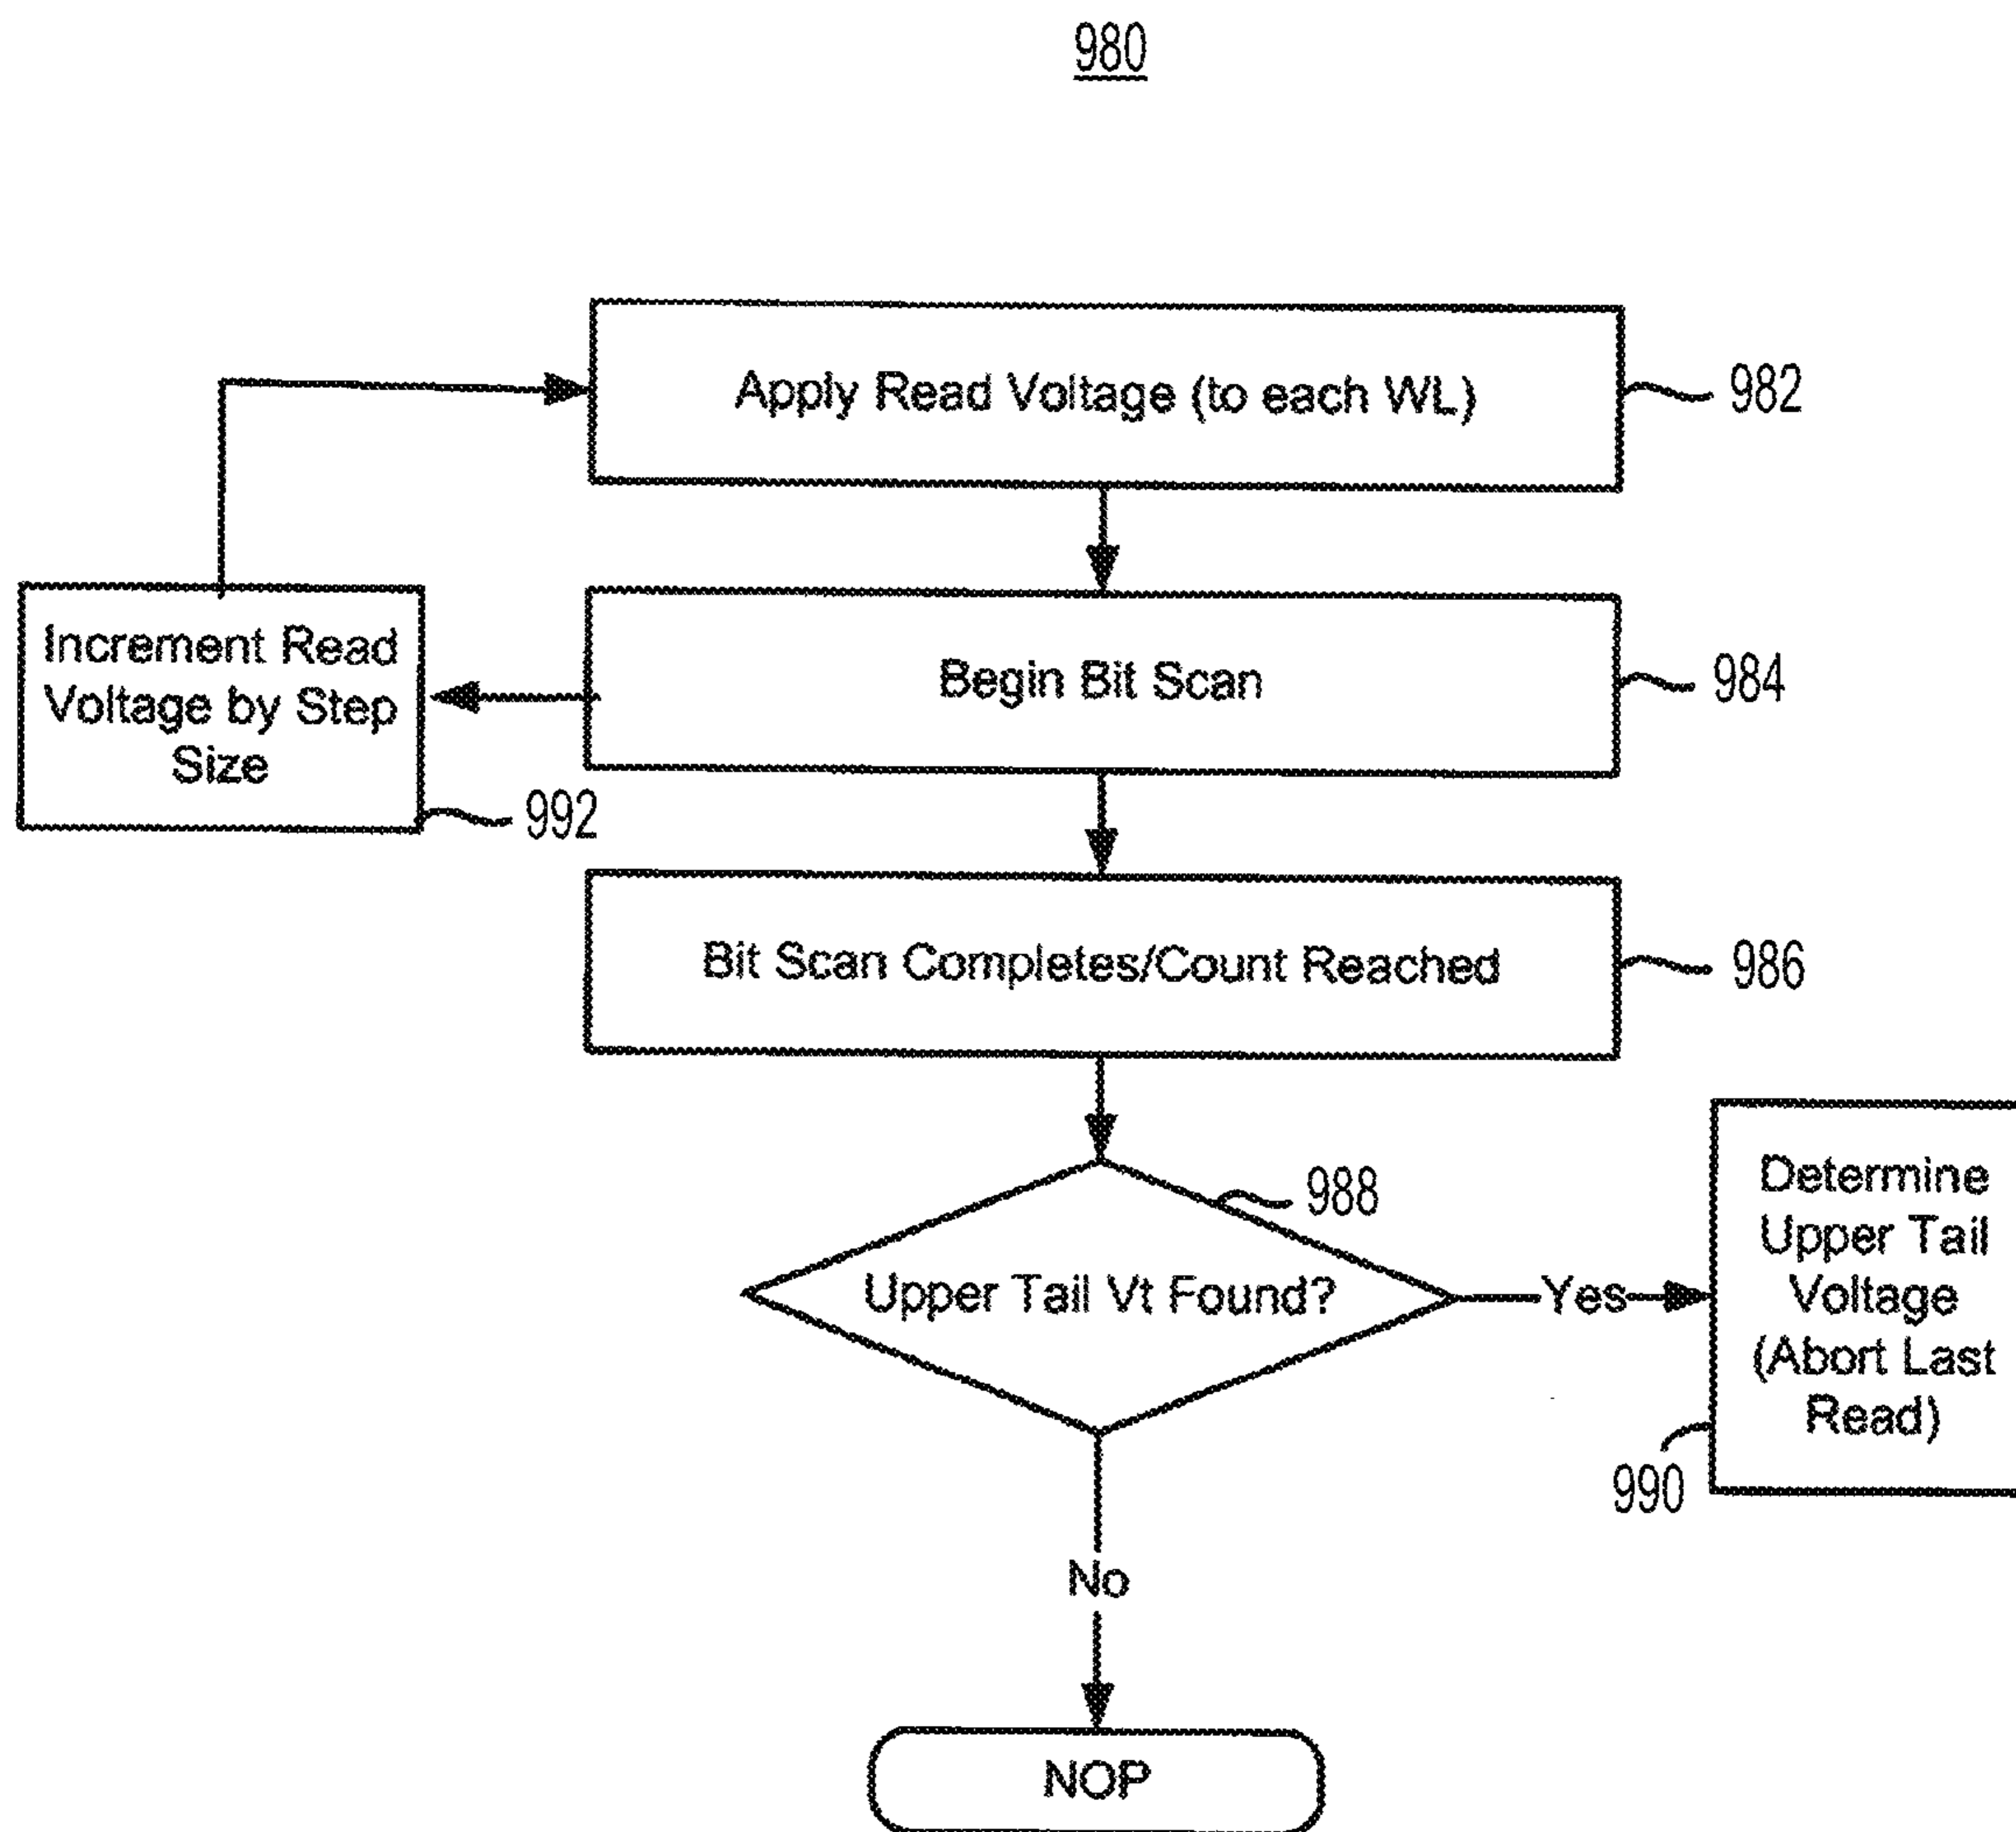 980
Apply Read Voltage (to each WL)
982
Increment Read
Voltage by Step
Size
992
Begin Bit Scan
984
Bit Scan Completes/Count Reached
986
Upper Tail Vt Found?
988
Yes
Determine
Upper Tail
Voltage
(Abort Last
Read)
990
No
NOP